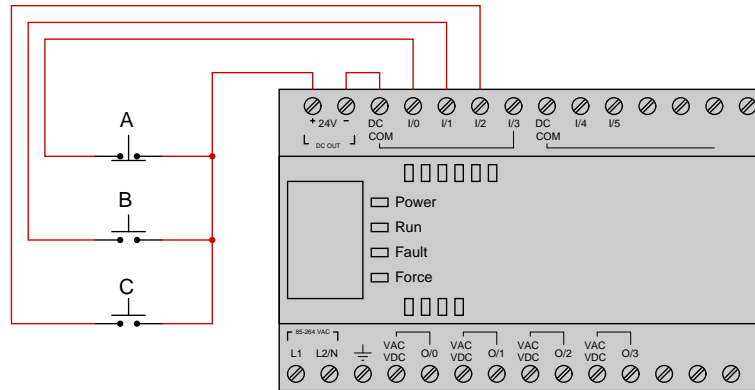 A
B
C
+ 24V −
DC OUT
DC COM
I/0
I/1
I/2
I/3
DC COM
I/4
I/5
Power
Run
Fault
Force
85-264 VAC
L1
L2/N
VAC VDC
O/0
VAC VDC
O/1
VAC VDC
O/2
VAC VDC
O/3